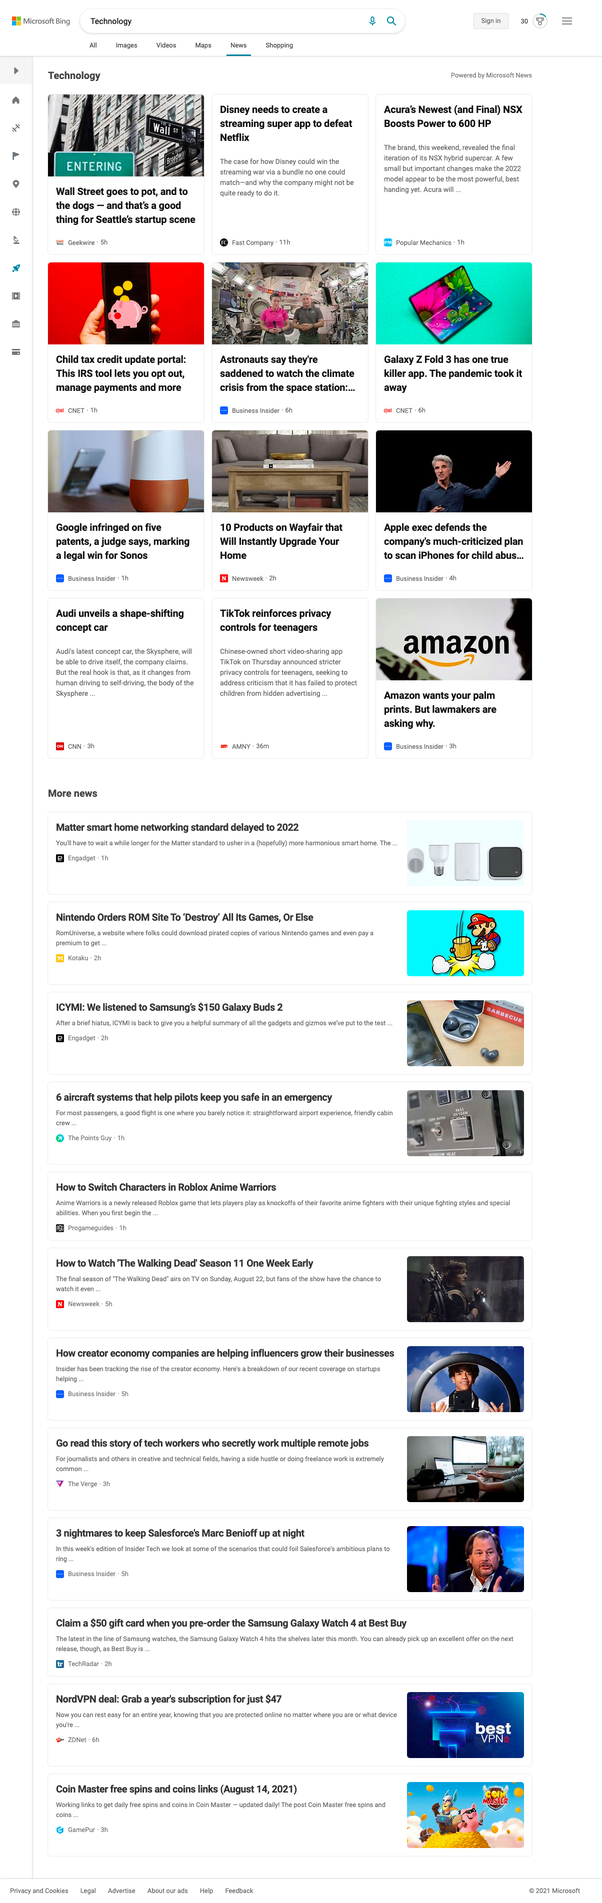 Microsoft Bing
Technology
Sign in
30
All Images Videos Maps News Shopping
Technology
Powered by Microsoft News
WALL ST
ENTERING
Wall Street goes to pot, and to
the dogs — and that's a good
thing for Seattle's startup scene
Geekwire · 5h
Disney needs to create a
streaming super app to defeat
Netflix
The case for how Disney could win the
streaming war via a bundle no one could
match—and why the company might not be
quite ready to do it.
Fast Company · 11h
Acura's Newest (and Final) NSX
Boosts Power to 600 HP
The brand, this weekend, revealed the final
iteration of its NSX hybrid supercar. A few
small but important changes make the 2022
model appear to be the most powerful, best
handing yet. Acura will ...
Popular Mechanics · 1h
Child tax credit update portal:
This IRS tool lets you opt out,
manage payments and more
CNET · 1h
Astronauts say they're
saddened to watch the climate
crisis from the space station:...
Business Insider · 6h
Galaxy Z Fold 3 has one true
killer app. The pandemic took it
away
CNET · 6h
Google infringed on five
patents, a judge says, marking
a legal win for Sonos
Business Insider · 1h
10 Products on Wayfair that
Will Instantly Upgrade Your
Home
Newsweek · 2h
Apple exec defends the
company's much-criticized plan
to scan iPhones for child abus...
Business Insider · 4h
Audi unveils a shape-shifting
concept car
Audi's latest concept car, the Skysphere, will
be able to drive itself, the company claims.
But the real hook is that, as it changes from
human driving to self-driving, the body of the
Skysphere ...
CNN · 3h
TikTok reinforces privacy
controls for teenagers
Chinese-owned short video-sharing app
TikTok on Thursday announced stricter
privacy controls for teenagers, seeking to
address criticism that it has failed to protect
children from hidden advertising ...
AMNY · 36m
amazon
Amazon wants your palm
prints. But lawmakers are
asking why.
Business Insider · 3h
More news
Matter smart home networking standard delayed to 2022
You'll have to wait a while longer for the Matter standard to usher in a (hopefully) more harmonious smart home. The ...
Engadget · 1h
Nintendo Orders ROM Site To 'Destroy' All Its Games, Or Else
RomUniverse, a website where folks could download pirated copies of various Nintendo games and even pay a
premium to get ...
Kotaku · 2h
ICYMI: We listened to Samsung's $150 Galaxy Buds 2
After a brief hiatus, ICYMI is back to give you a helpful summary of all the gadgets and gizmos we've put to the test ...
Engadget · 2h
BARBECUE
6 aircraft systems that help pilots keep you safe in an emergency
For most passengers, a good flight is one where you barely notice it: straightforward airport experience, friendly cabin
crew ...
The Points Guy · 1h
How to Switch Characters in Roblox Anime Warriors
Anime Warriors is a newly released Roblox game that lets players play as knockoffs of their favorite anime fighters with their unique fighting styles and special
abilities. When you first begin the ...
Progameguides · 1h
How to Watch 'The Walking Dead' Season 11 One Week Early
The final season of "The Walking Dead" airs on TV on Sunday, August 22, but fans of the show have the chance to
watch it even ...
Newsweek · 5h
How creator economy companies are helping influencers grow their businesses
Insider has been tracking the rise of the creator economy. Here's a breakdown of our recent coverage on startups
helping ...
Business Insider · 5h
Go read this story of tech workers who secretly work multiple remote jobs
For journalists and others in creative and technical fields, having a side hustle or doing freelance work is extremely
common ...
The Verge · 3h
3 nightmares to keep Salesforce's Marc Benioff up at night
In this week's edition of Insider Tech we look at some of the scenarios that could foil Salesforce's ambitious plans to
ring ...
Business Insider · 5h
Claim a $50 gift card when you pre-order the Samsung Galaxy Watch 4 at Best Buy
The latest in the line of Samsung watches, the Samsung Galaxy Watch 4 hits the shelves later this month. You can already pick up an excellent offer on the next
release, though, as Best Buy is ...
TechRadar · 2h
NordVPN deal: Grab a year's subscription for just $47
Now you can rest easy for an entire year, knowing that you are protected online no matter where you are or what device
you're ...
ZDNet · 6h
best
VPNs
Coin Master free spins and coins links (August 14, 2021)
Working links to get daily free spins and coins in Coin Master — updated daily! The post Coin Master free spins and
coins ...
GamePur · 3h
COIN
MASTER
Privacy and Cookies Legal Advertise About our ads Help Feedback
© 2021 Microsoft